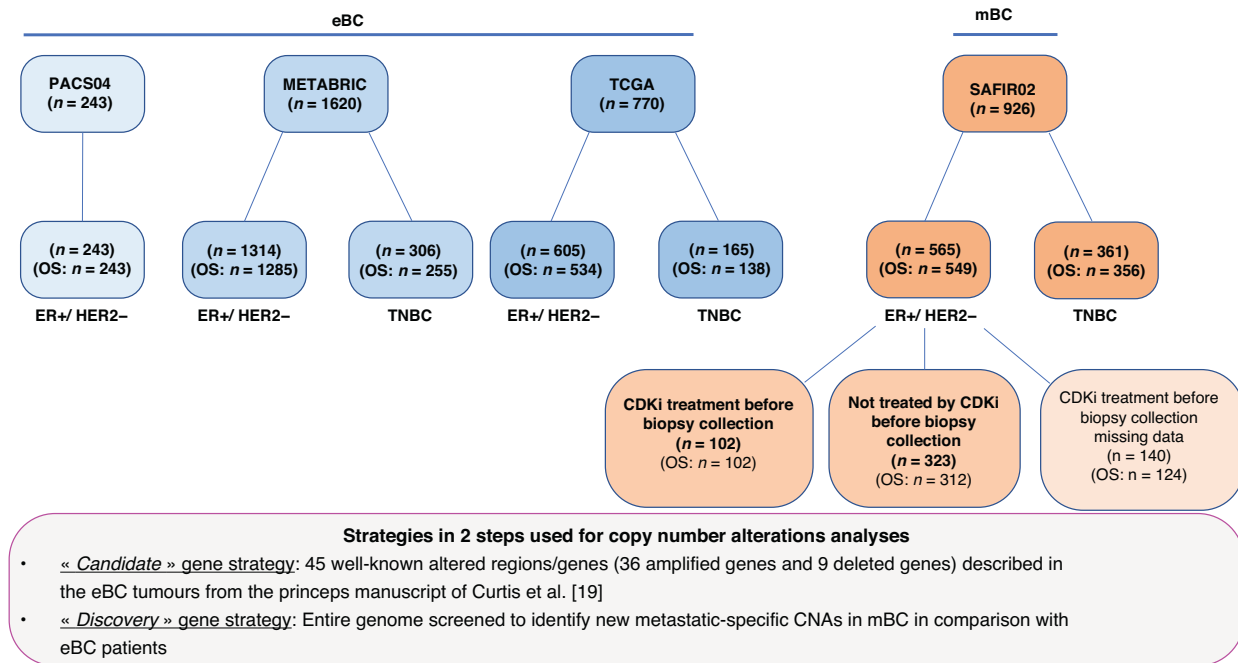 eBC
mBC
PACS04
(n = 243)
METABRIC
(n = 1620)
TCGA
(n = 770)
SAFIR02
(n = 926)
(n = 243)
(OS: n = 243)
(n = 1314)
(OS: n = 1285)
(n = 306)
(OS: n = 255)
(n = 605)
(OS: n = 534)
(n = 165)
(OS: n = 138)
(n = 565)
(OS: n = 549)
(n = 361)
(OS: n = 356)
ER+/ HER2−
ER+/ HER2−
TNBC
ER+/ HER2−
TNBC
ER+/ HER2−
TNBC
CDKi treatment before
biopsy collection
(n = 102)
(OS: n = 102)
Not treated by CDKi
before biopsy
collection
(n = 323)
(OS: n = 312)
CDKi treatment before
biopsy collection
missing data
(n = 140)
(OS: n = 124)
Strategies in 2 steps used for copy number alterations analyses
• « Candidate » gene strategy: 45 well-known altered regions/genes (36 amplified genes and 9 deleted genes) described in
the eBC tumours from the princeps manuscript of Curtis et al. [19]
• « Discovery » gene strategy: Entire genome screened to identify new metastatic-specific CNAs in mBC in comparison with
eBC patients